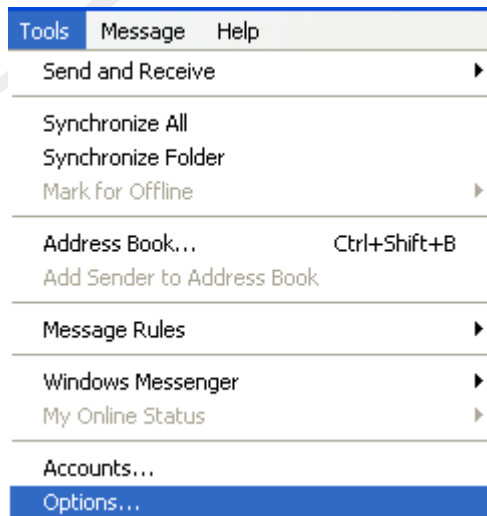 Tools Message Help
Send and Receive
Synchronize All
Synchronize Folder
Mark for Offline
Address Book... Ctrl+Shift+B
Add Sender to Address Book
Message Rules
Windows Messenger
My Online Status
Accounts...
Options...